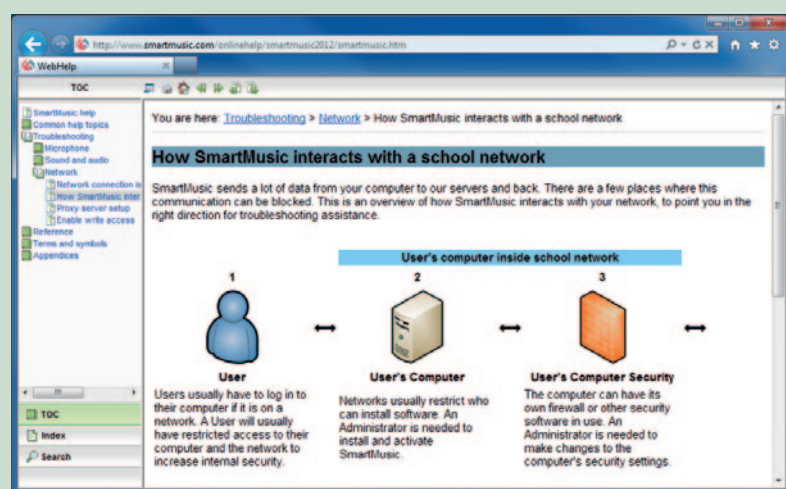 http://www.smartmusic.com/onlinehelp/smartmusic2012/smartmusic.htm
WebHelp
TOC
SmartMusic help
Common help topics
Troubleshooting
Microphone
Sound and audio
Network
Network connection is
How SmartMusic inter
Proxy server setup
Enable write access
Reference
Terms and symbols
Appendices
TOC
Index
Search
You are here: Troubleshooting > Network > How SmartMusic interacts with a school network
How SmartMusic interacts with a school network
SmartMusic sends a lot of data from your computer to our servers and back. There are a few places where this
communication can be blocked. This is an overview of how SmartMusic interacts with your network, to point you in the
right direction for troubleshooting assistance.
User's computer inside school network
1
2
3
User
Users usually have to log in to
their computer if it is on a
network. A User will usually
have restricted access to their
computer and the network to
increase internal security.
User's Computer
Networks usually restrict who
can install software. An
Administrator is needed to
install and activate
SmartMusic.
User's Computer Security
The computer can have its
own firewall or other security
software in use. An
Administrator is needed to
make changes to the
computer's security settings.